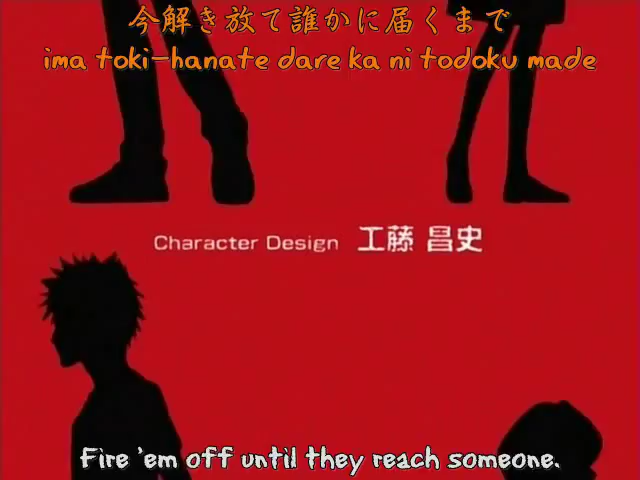 今解き放て誰かに届くまで
ima toki-hanate dare ka ni todoku made
Character Design 工藤 昌史
Fire 'em off until they reach someone.